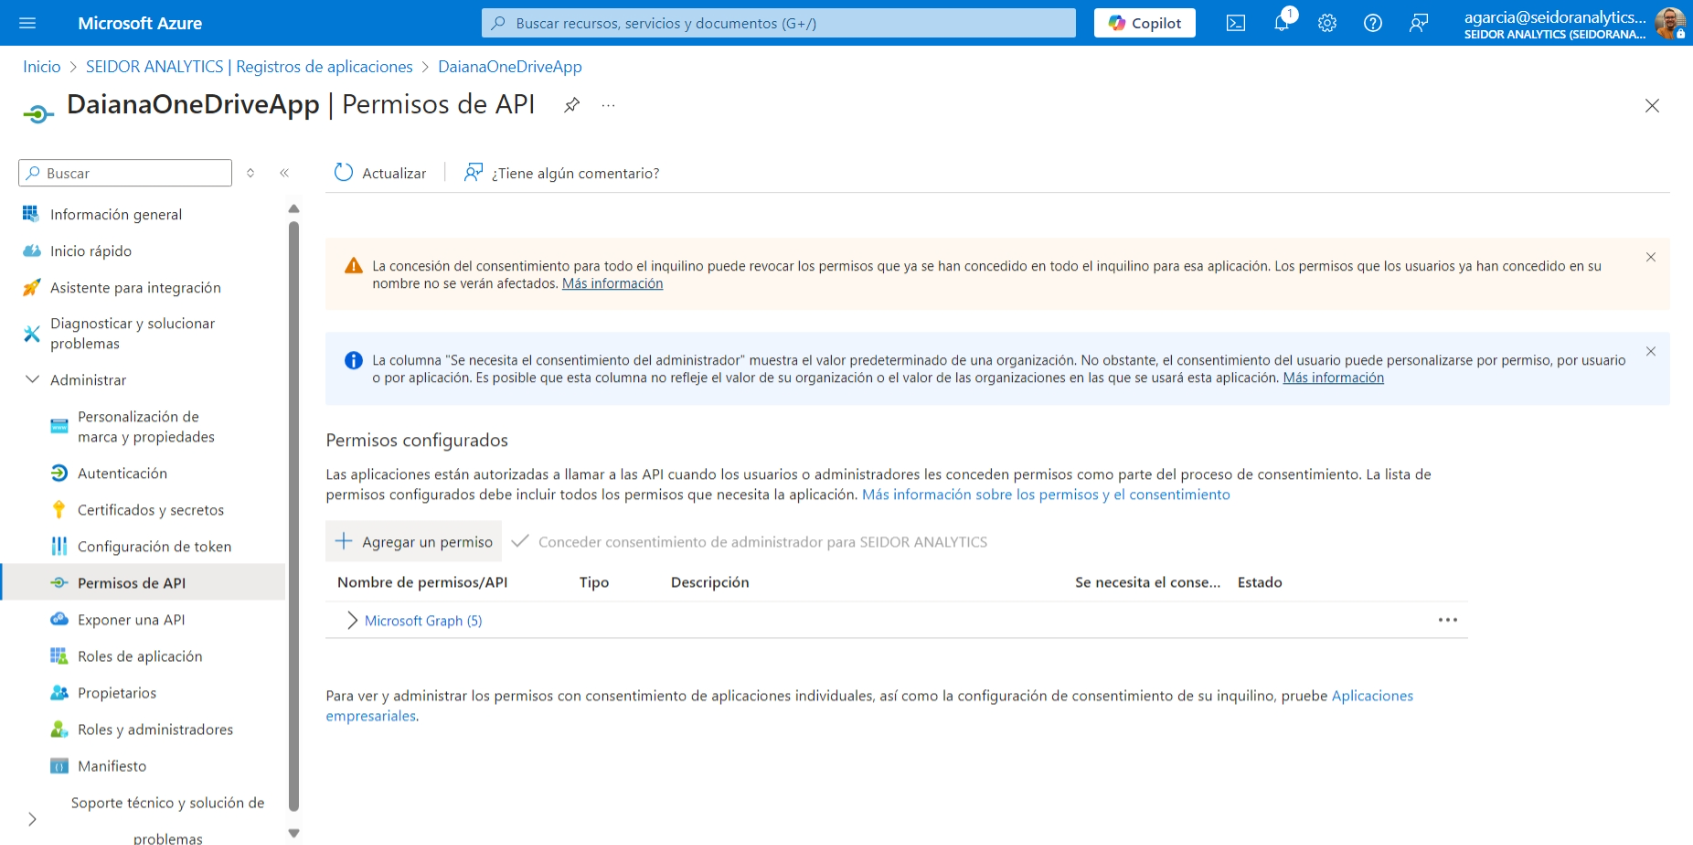 Microsoft Azure
Buscar recursos, servicios y documentos (G+/)
Copilot
1
agarcia@seidoranalytics...
SEIDOR ANALYTICS (SEIDORANA...
Inicio > SEIDOR ANALYTICS | Registros de aplicaciones > DaianaOneDriveApp
DaianaOneDriveApp | Permisos de API
Buscar
Actualizar
¿Tiene algún comentario?
Información general
Inicio rápido
Asistente para integración
Diagnosticar y solucionar
problemas
Administrar
Personalización de
marca y propiedades
Autenticación
Certificados y secretos
Configuración de token
Permisos de API
Exponer una API
Roles de aplicación
Propietarios
Roles y administradores
Manifiesto
Soporte técnico y solución de
problemas
La concesión del consentimiento para todo el inquilino puede revocar los permisos que ya se han concedido en todo el inquilino para esa aplicación. Los permisos que los usuarios ya han concedido en su
nombre no se verán afectados. Más información
La columna "Se necesita el consentimiento del administrador" muestra el valor predeterminado de una organización. No obstante, el consentimiento del usuario puede personalizarse por permiso, por usuario
o por aplicación. Es posible que esta columna no refleje el valor de su organización o el valor de las organizaciones en las que se usará esta aplicación. Más información
Permisos configurados
Las aplicaciones están autorizadas a llamar a las API cuando los usuarios o administradores les conceden permisos como parte del proceso de consentimiento. La lista de
permisos configurados debe incluir todos los permisos que necesita la aplicación. Más información sobre los permisos y el consentimiento
Agregar un permiso
Conceder consentimiento de administrador para SEIDOR ANALYTICS
Nombre de permisos/API Tipo Descripción Se necesita el conse... Estado
Microsoft Graph (5)
Para ver y administrar los permisos con consentimiento de aplicaciones individuales, así como la configuración de consentimiento de su inquilino, pruebe Aplicaciones
empresariales.